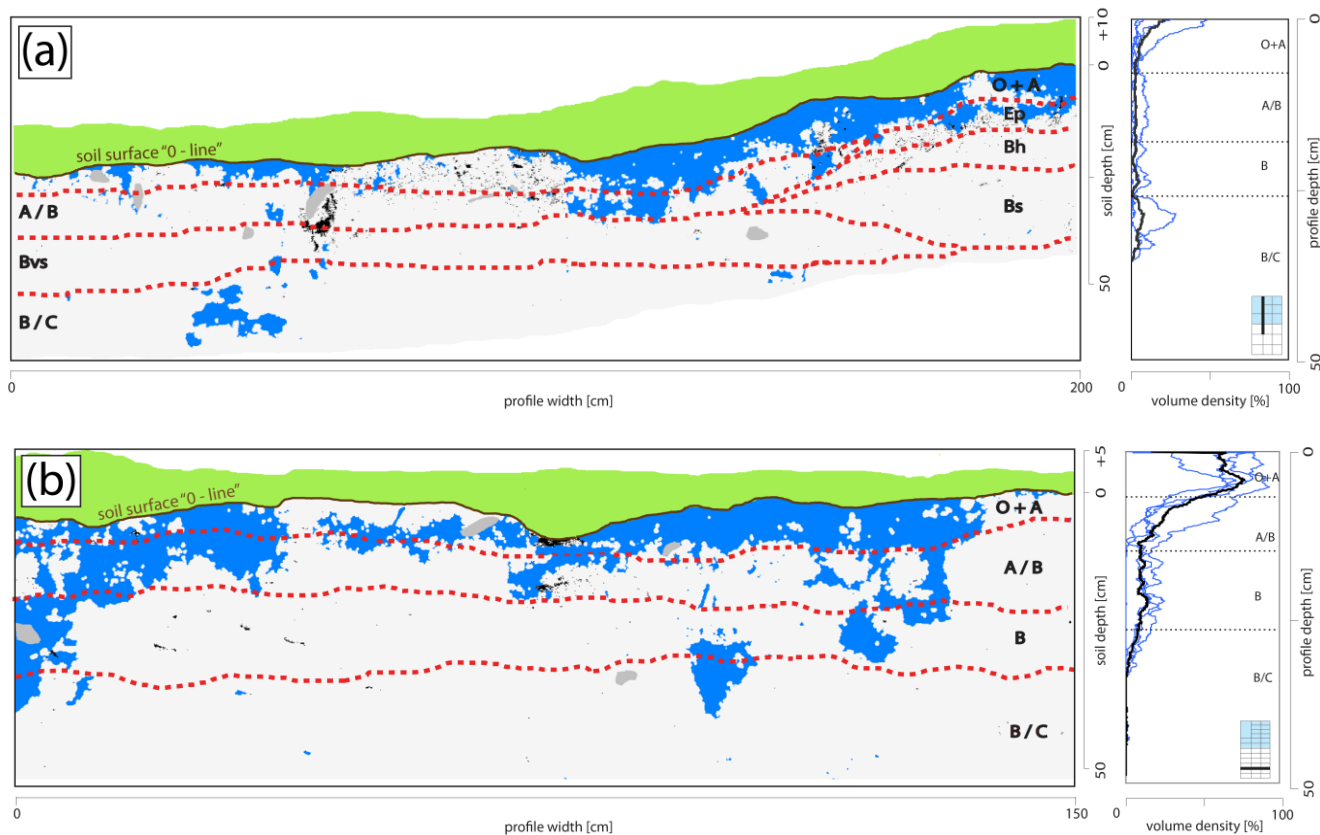 (a)
soil surface "0 - line"
A / B
Bvs
B / C
O + A
Ep
Bh
Bs
+10
0
50
soil depth [cm]
0
200
profile width [cm]
O+A
A/B
B
B/C
0
50
profile depth [cm]
0
100
volume density [%]
(b)
soil surface "0 - line"
O + A
A / B
B
B / C
+5
0
50
soil depth [cm]
0
150
profile width [cm]
O+A
A/B
B
B/C
0
50
profile depth [cm]
0
100
volume density [%]